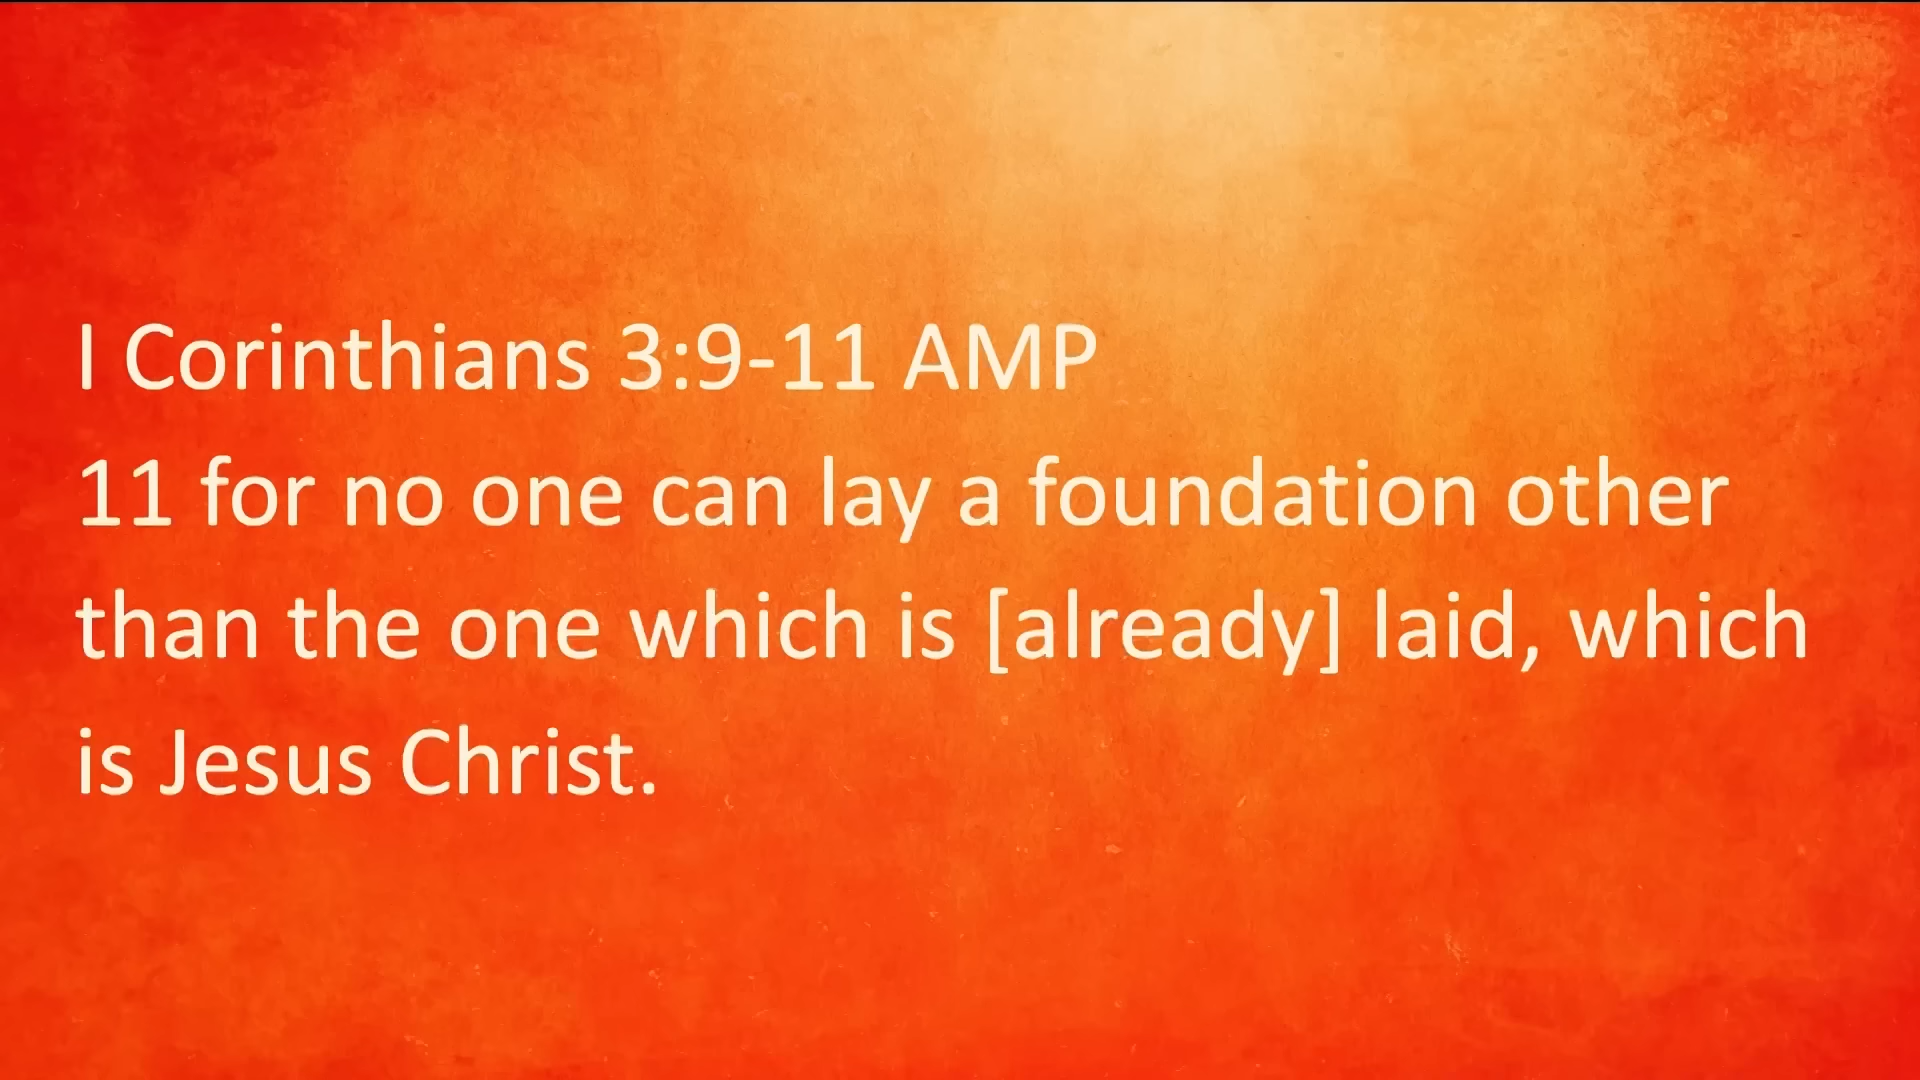 I Corinthians 3:9-11 AMP
11 for no one can lay a foundation other
than the one which is [already] laid, which
is Jesus Christ.